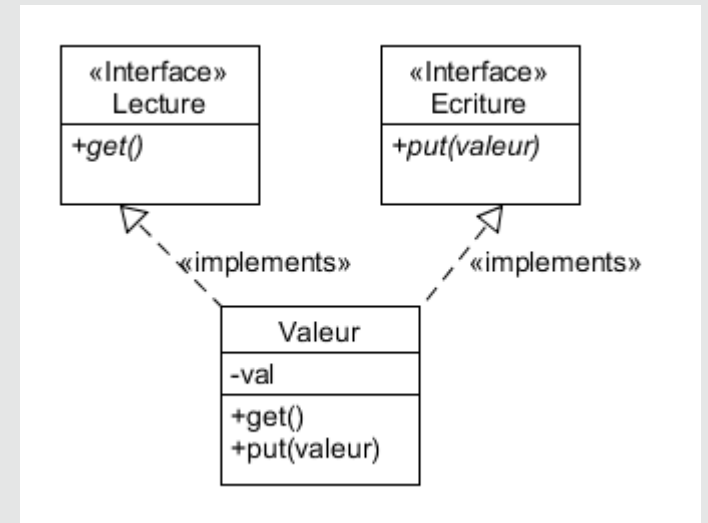 «Interface»
Lecture
+get()
«Interface»
Ecriture
+put(valeur)
«implements»
«implements»
Valeur
-val
+get()
+put(valeur)